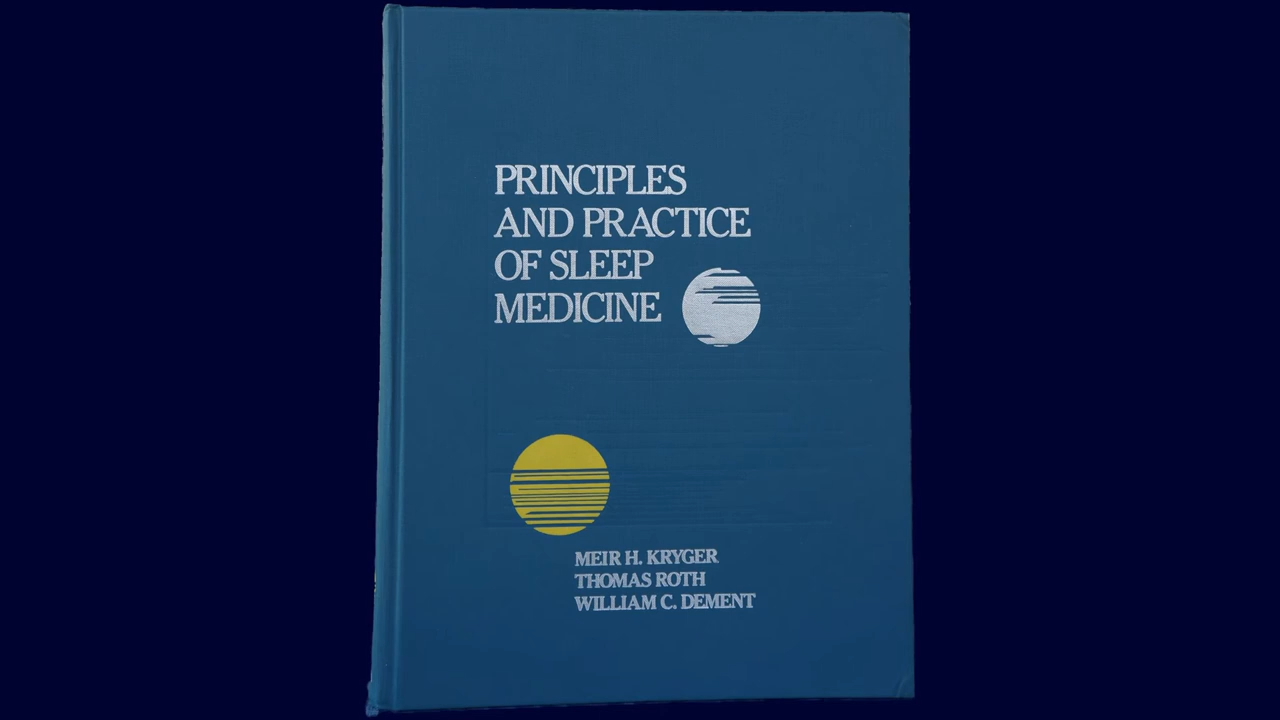 PRINCIPLES
AND PRACTICE
OF SLEEP
MEDICINE
MEIR H. KRYGER
THOMAS ROTH
WILLIAM C. DEMENT